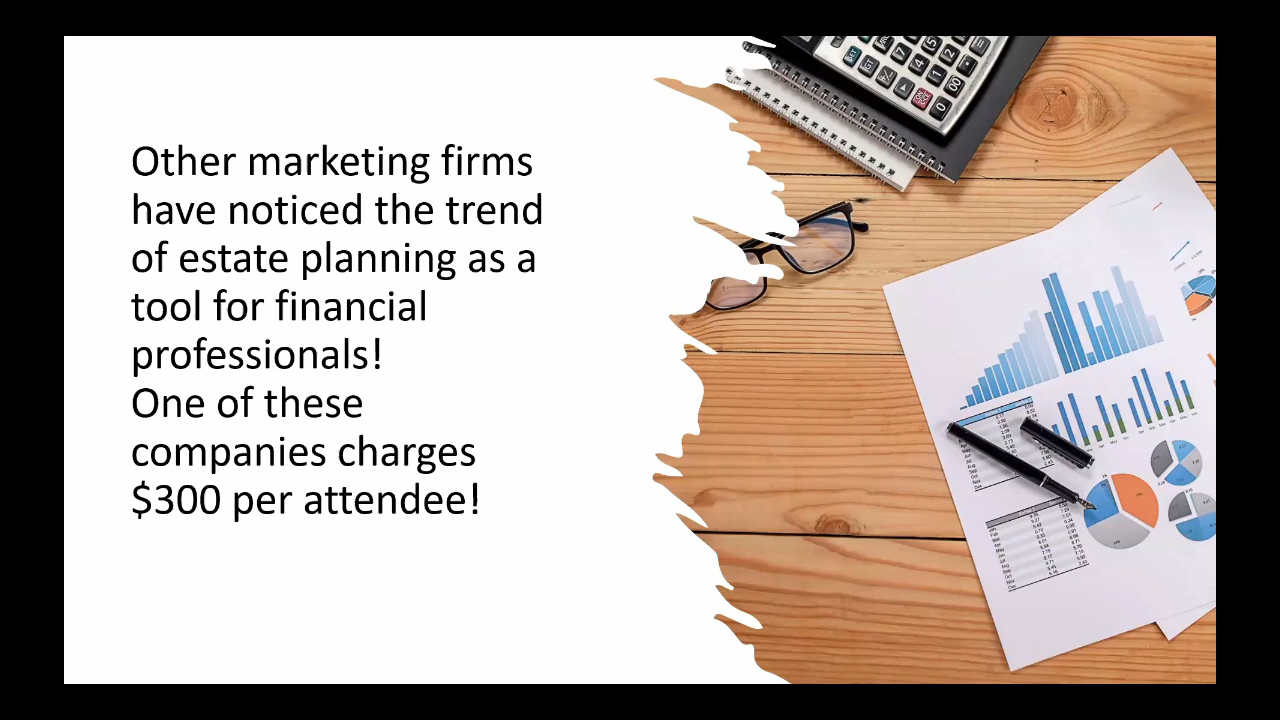 Other marketing firms
have noticed the trend
of estate planning as a
tool for financial
professionals!
One of these
companies charges
$300 per attendee!